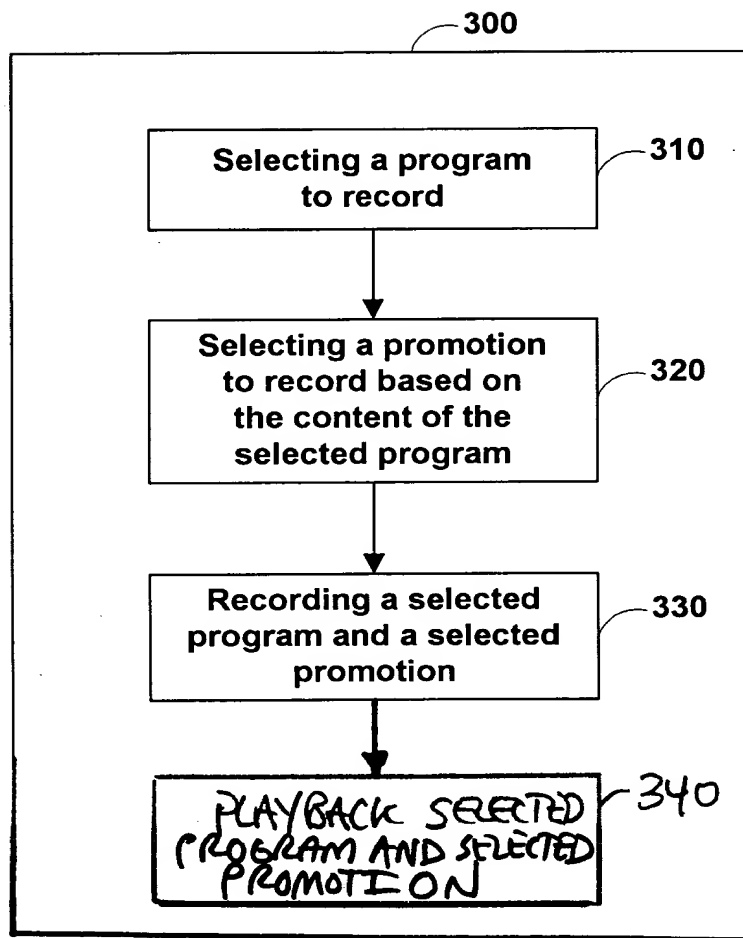 300
Selecting a program
to record
310
Selecting a promotion
to record based on
the content of the
selected program
320
Recording a selected
program and a selected
promotion
330
PLAYBACK SELECTED
PROGRAM AND SELECTED
PROMOTION
340